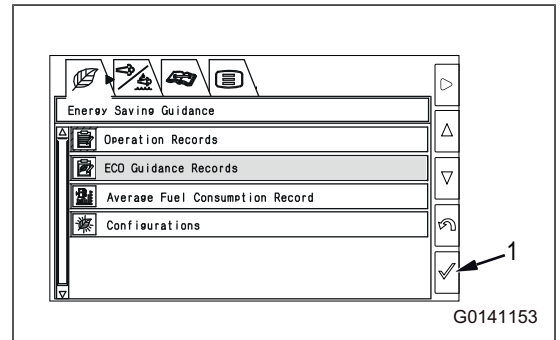 Energy Saving Guidance
Operation Records
ECO Guidance Records
Average Fuel Consumption Record
Configurations
1
G0141153